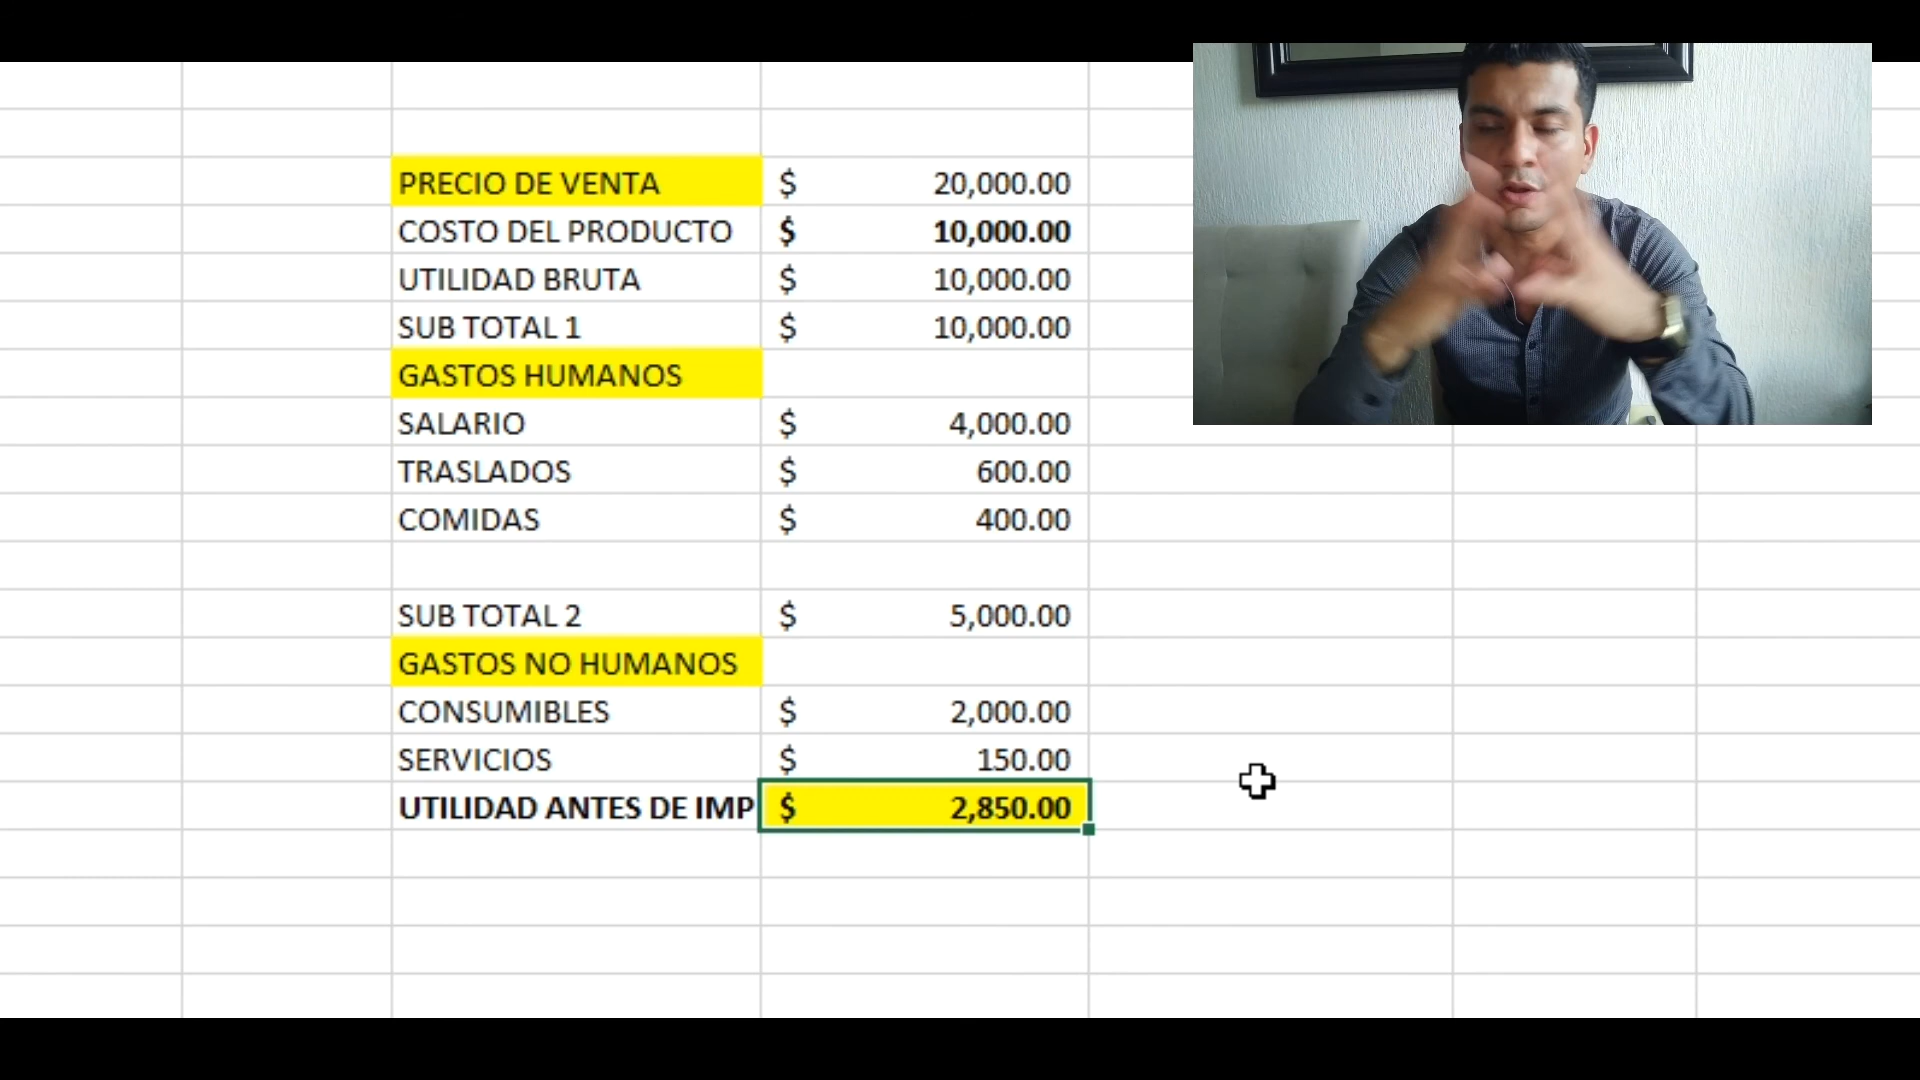 PRECIO DE VENTA $ 20,000.00
COSTO DEL PRODUCTO $ 10,000.00
UTILIDAD BRUTA $ 10,000.00
SUB TOTAL 1 $ 10,000.00
GASTOS HUMANOS
SALARIO $ 4,000.00
TRASLADOS $ 600.00
COMIDAS $ 400.00
SUB TOTAL 2 $ 5,000.00
GASTOS NO HUMANOS
CONSUMIBLES $ 2,000.00
SERVICIOS $ 150.00
UTILIDAD ANTES DE IMP $ 2,850.00